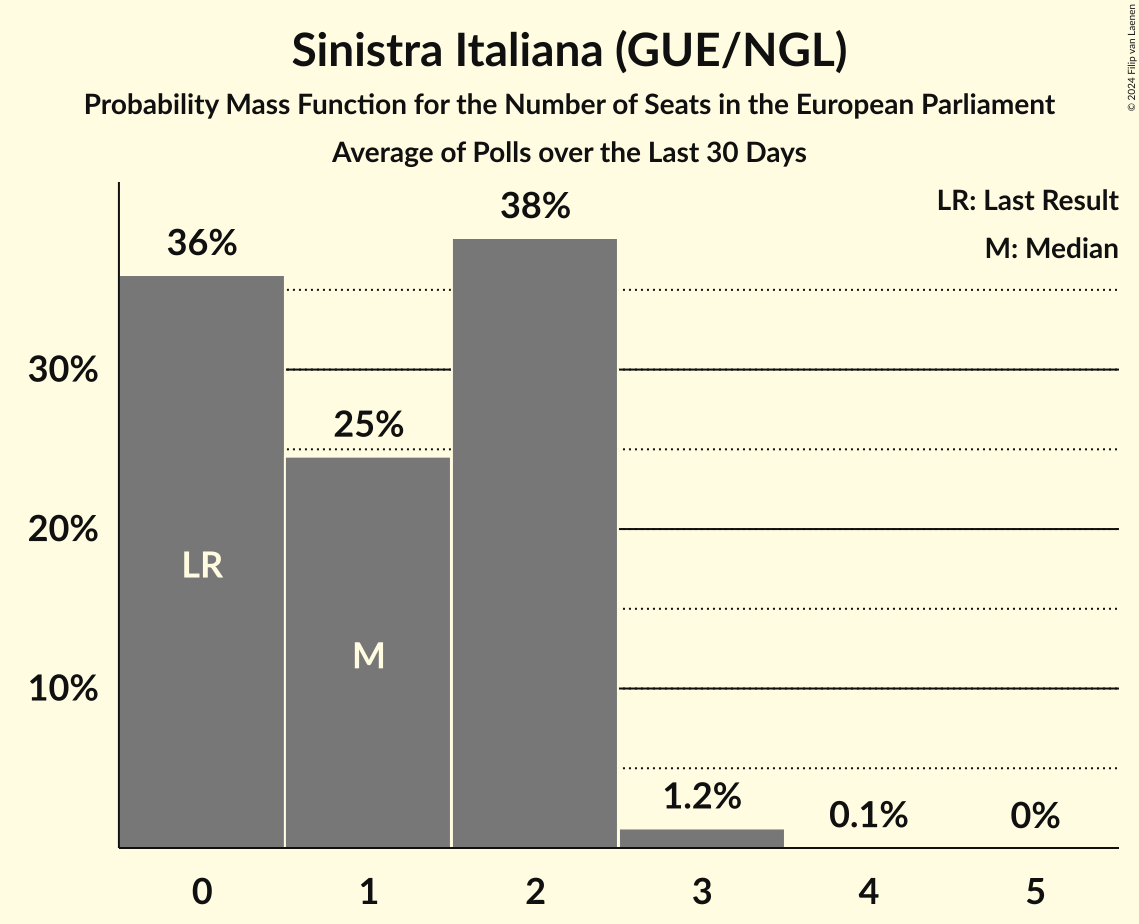 Sinistra Italiana (GUE/NGL)
Probability Mass Function for the Number of Seats in the European Parliament
Average of Polls over the Last 30 Days
© 2024 Filip van Laenen
LR: Last Result
M: Median
36%
25%
38%
1.2%
0.1%
0%
30%
20%
10%
LR
M
0 1 2 3 4 5